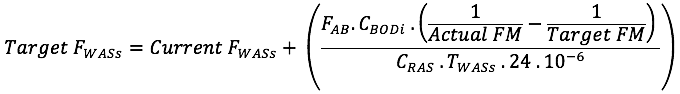 Target F_WASs = Current F_WASs + ( (F_AB . C_BODi . (1/Actual FM − 1/Target FM)) / (C_RAS . T_WASs . 24 . 10^−6) )